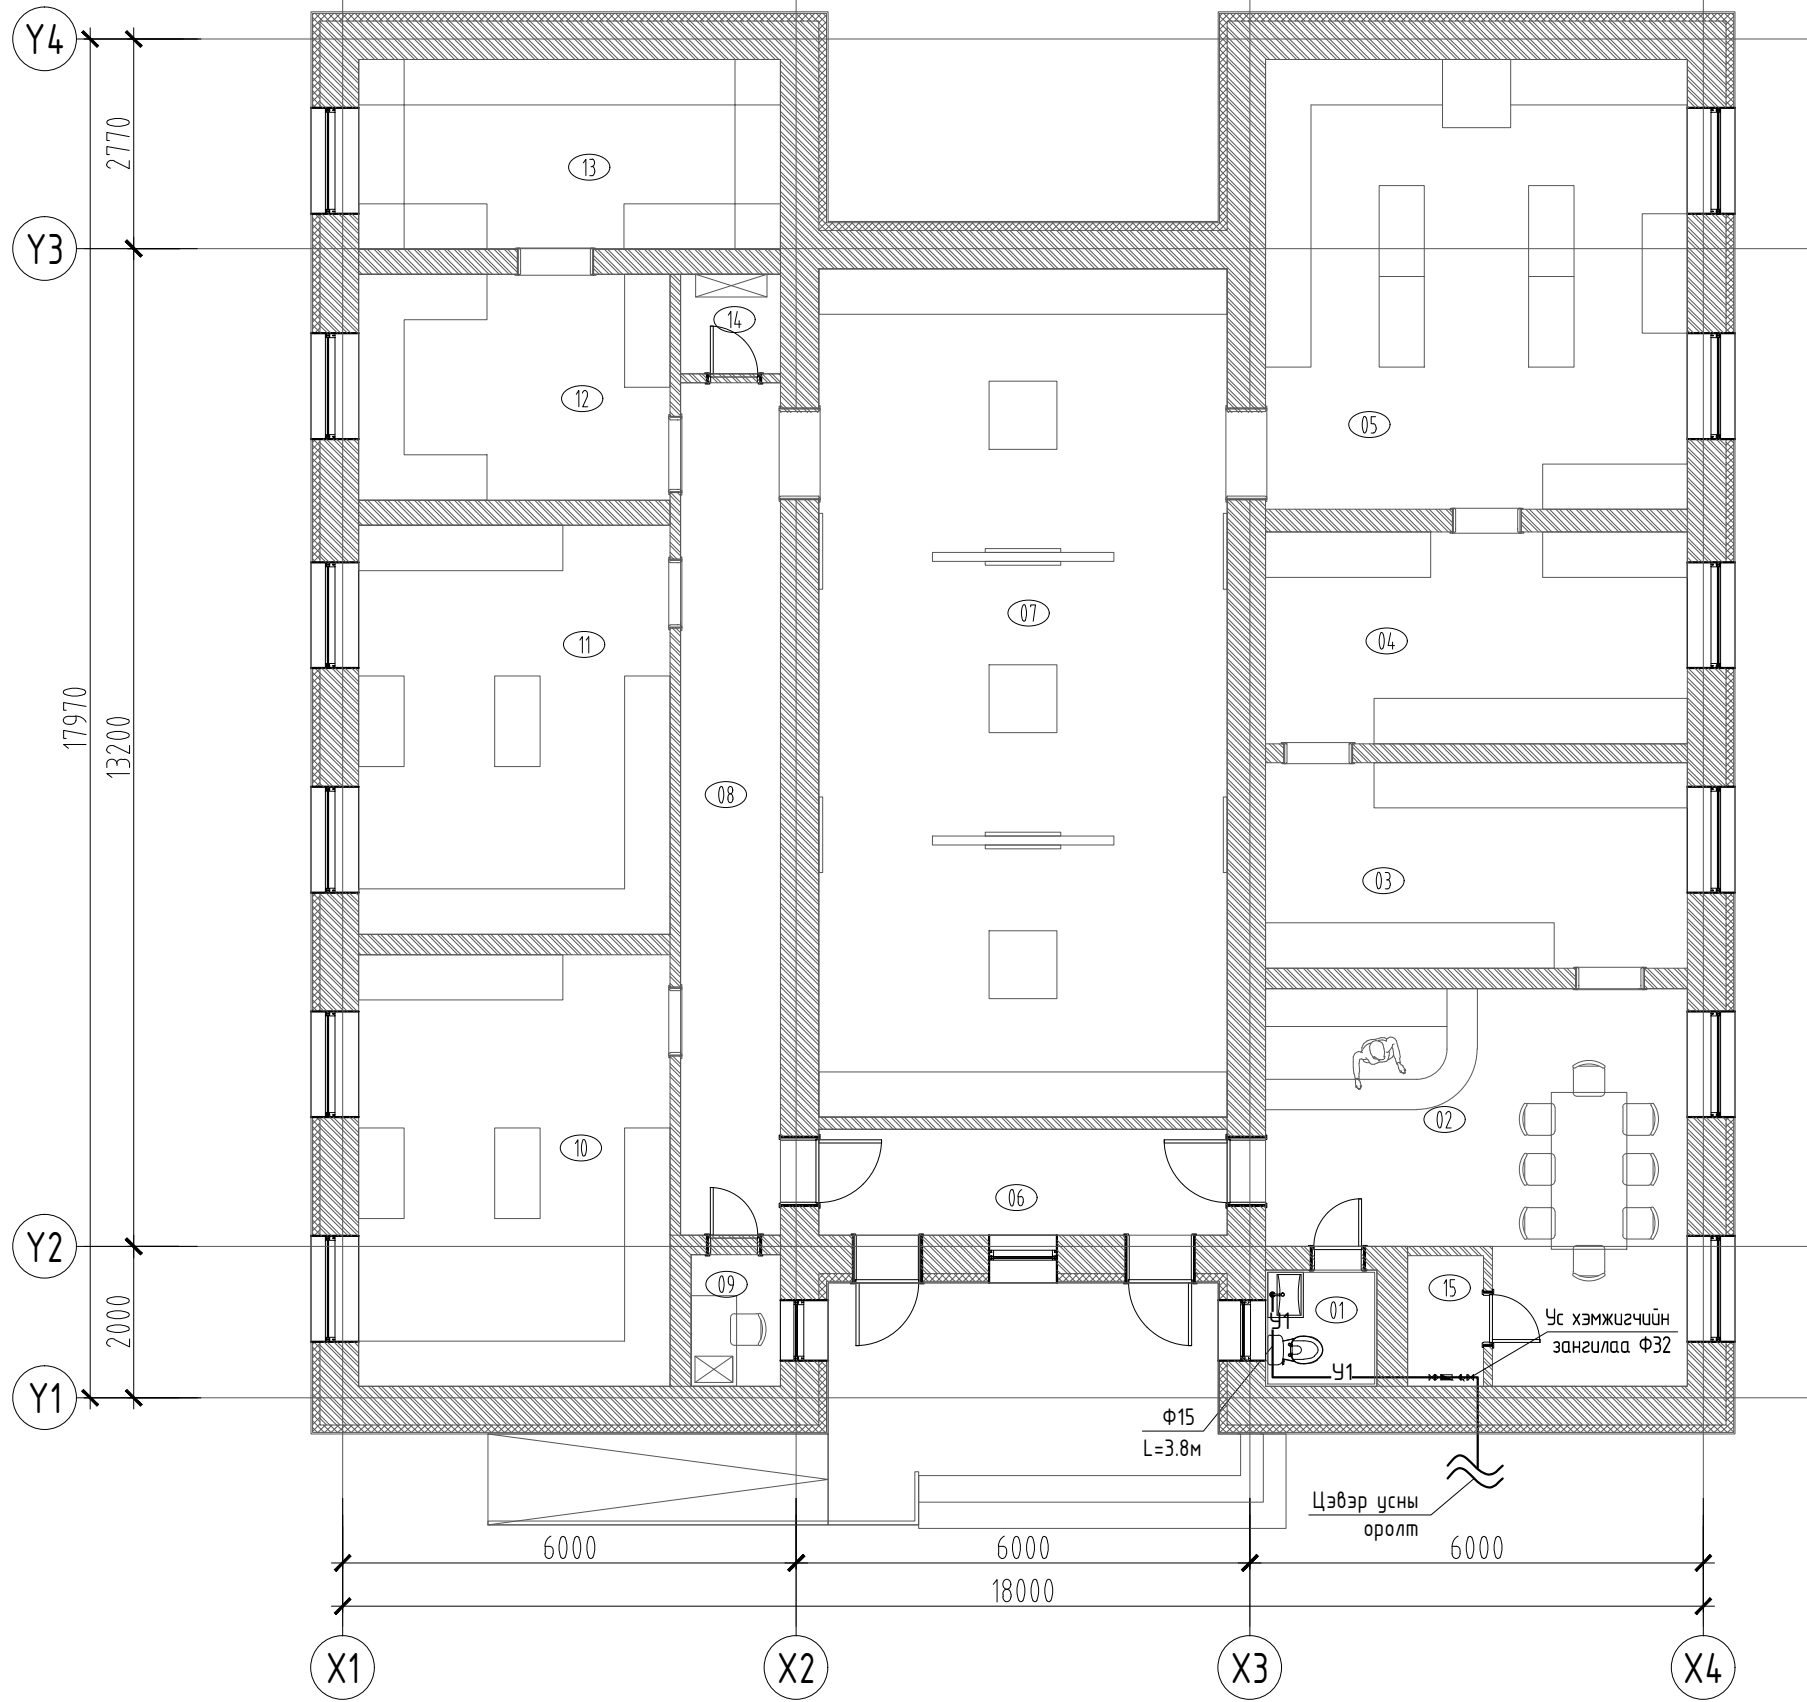 Y4
2770
13
Y3
14
12
05
07
11
04
17970
13200
08
03
02
10
06
Y2
09
15
01
2000
Ус хэмжигчийн
зангилаа Ф32
У1
У1
Y1
Ф15
L=3.8м
Цэвэр усны
оролт
6000
6000
6000
18000
X1
X2
X3
X4